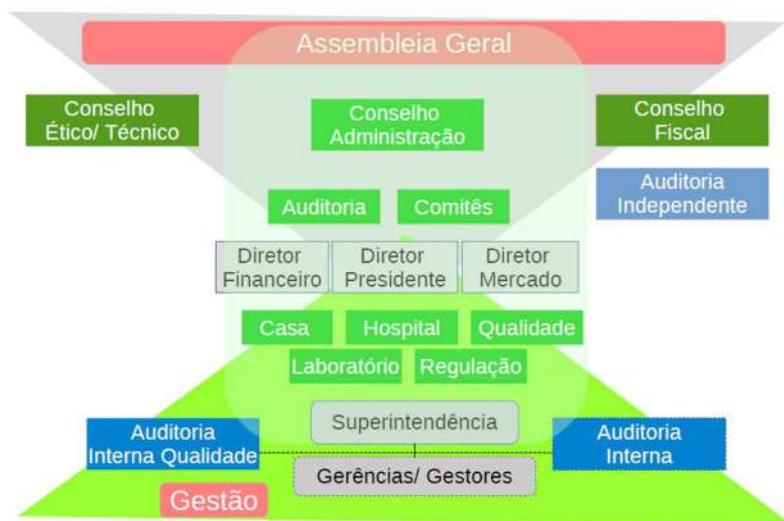 Assembleia Geral
Conselho
Ético/ Técnico
Conselho
Administração
Conselho
Fiscal
Auditoria
Independente
Auditoria
Comitês
Diretor
Financeiro
Diretor
Presidente
Diretor
Mercado
Casa
Hospital
Qualidade
Laboratório
Regulação
Superintendência
Auditoria
Interna Qualidade
Auditoria
Interna
Gerências/ Gestores
Gestão